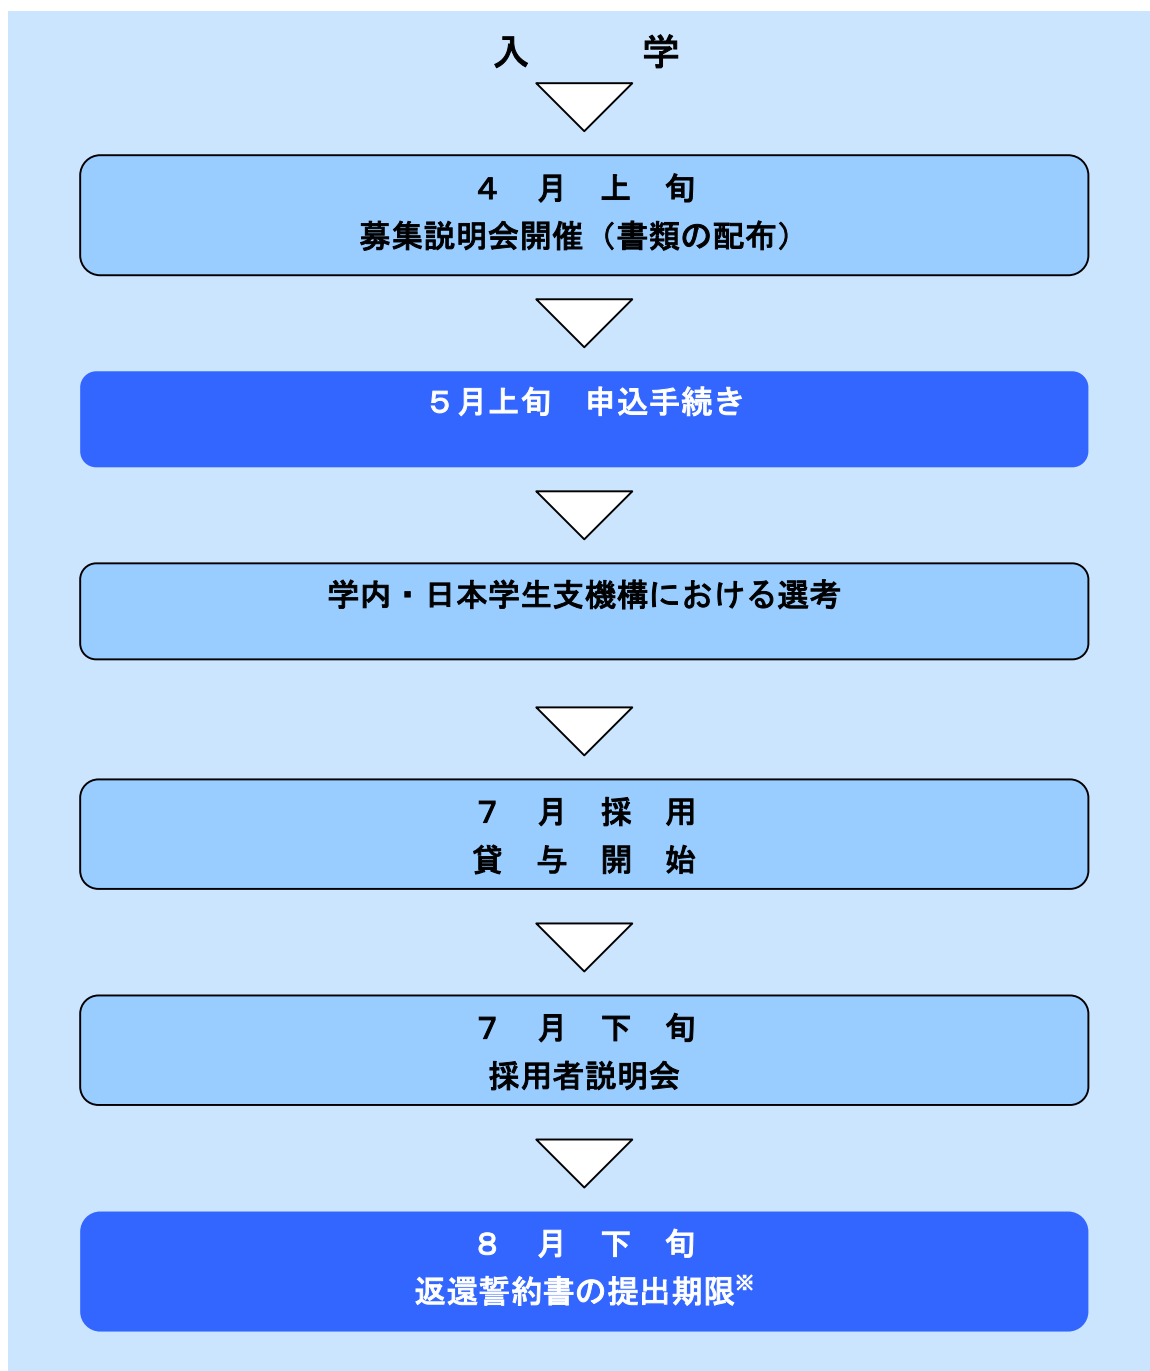 入　　　学
４　月　上　旬
募集説明会開催（書類の配布）
５月上旬　申込手続き
学内・日本学生支機構における選考
７　月　採　用
貸　与　開　始
７　月　下　旬
採用者説明会
８　月　下　旬
返還誓約書の提出期限※